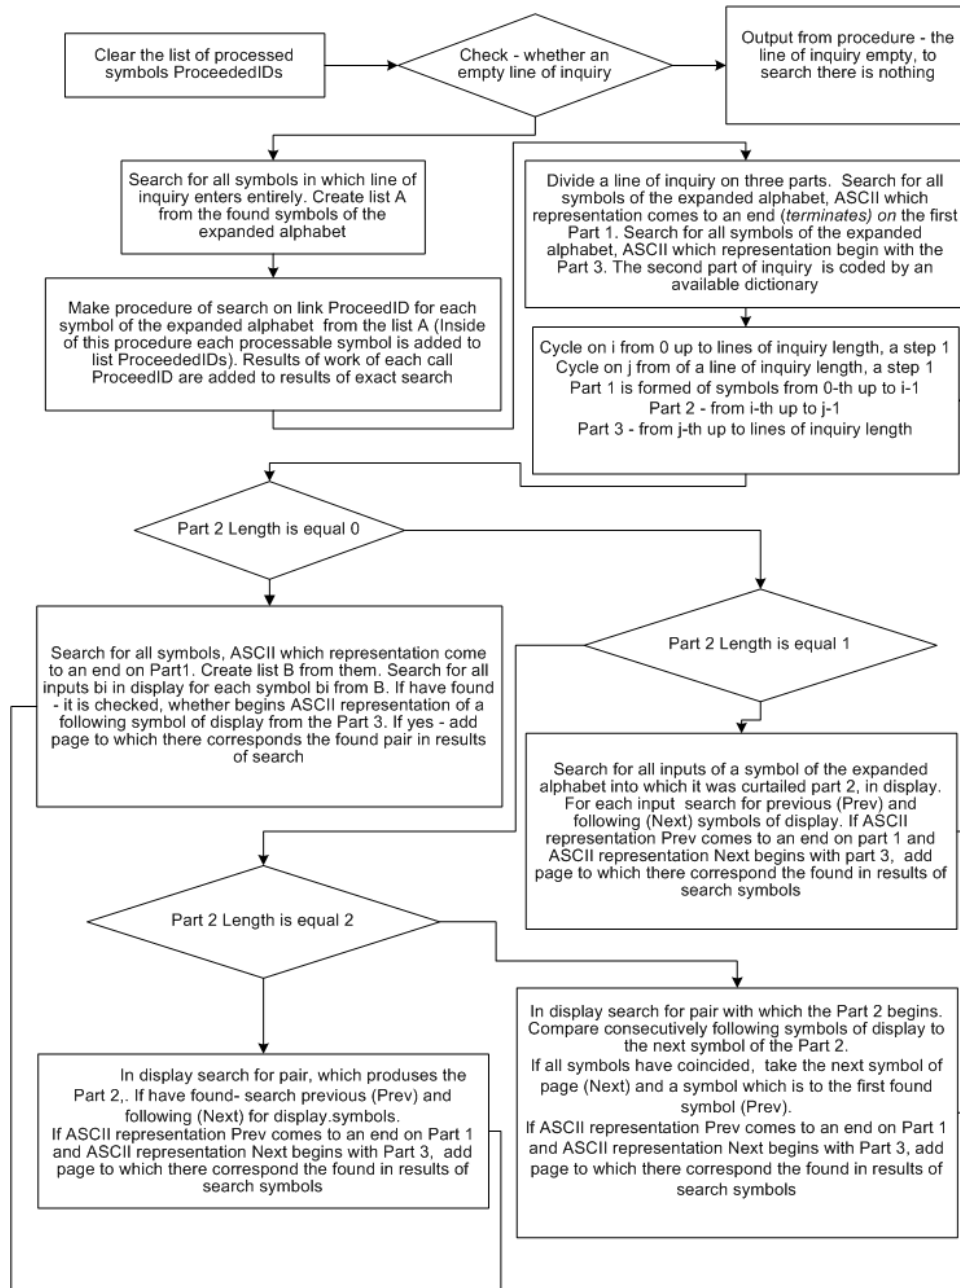 Clear the list of processed
symbols ProceededIDs
Check - whether an
empty line of inquiry
Output from procedure - the
line of inquiry empty, to
search there is nothing
Search for all symbols in which line of
inquiry enters entirely. Create list A
from the found symbols of the
expanded alphabet
Divide a line of inquiry on three parts. Search for all
symbols of the expanded alphabet, ASCII which
representation comes to an end (terminates) on the first
Part 1. Search for all symbols of the expanded
alphabet, ASCII which representation begin with the
Part 3. The second part of inquiry is coded by an
available dictionary
Make procedure of search on link ProceedID for each
symbol of the expanded alphabet from the list A (Inside
of this procedure each processable symbol is added to
list ProceededIDs). Results of work of each call
ProceedID are added to results of exact search
Cycle on i from 0 up to lines of inquiry length, a step 1
Cycle on j from of a line of inquiry length, a step 1
Part 1 is formed of symbols from 0-th up to i-1
Part 2 - from i-th up to j-1
Part 3 - from j-th up to lines of inquiry length
Part 2 Length is equal 0
Part 2 Length is equal 1
Search for all symbols, ASCII which representation come
to an end on Part1. Create list B from them. Search for all
inputs bi in display for each symbol bi from B. If have found
- it is checked, whether begins ASCII representation of a
following symbol of display from the Part 3. If yes - add
page to which there corresponds the found pair in results
of search
Search for all inputs of a symbol of the expanded
alphabet into which it was curtailed part 2, in display.
For each input search for previous (Prev) and
following (Next) symbols of display. If ASCII
representation Prev comes to an end on part 1 and
ASCII representation Next begins with part 3, add
page to which there correspond the found in results of
search symbols
Part 2 Length is equal 2
In display search for pair, which produses the
Part 2,. If have found- search previous (Prev) and
following (Next) for display.symbols.
If ASCII representation Prev comes to an end on Part 1
and ASCII representation Next begins with Part 3, add
page to which there correspond the found in results of
search symbols
In display search for pair with which the Part 2 begins.
Compare consecutively following symbols of display to
the next symbol of the Part 2.
If all symbols have coincided, take the next symbol of
page (Next) and a symbol which is to the first found
symbol (Prev).
If ASCII representation Prev comes to an end on Part 1
and ASCII representation Next begins with Part 3, add
page to which there correspond the found in results of
search symbols